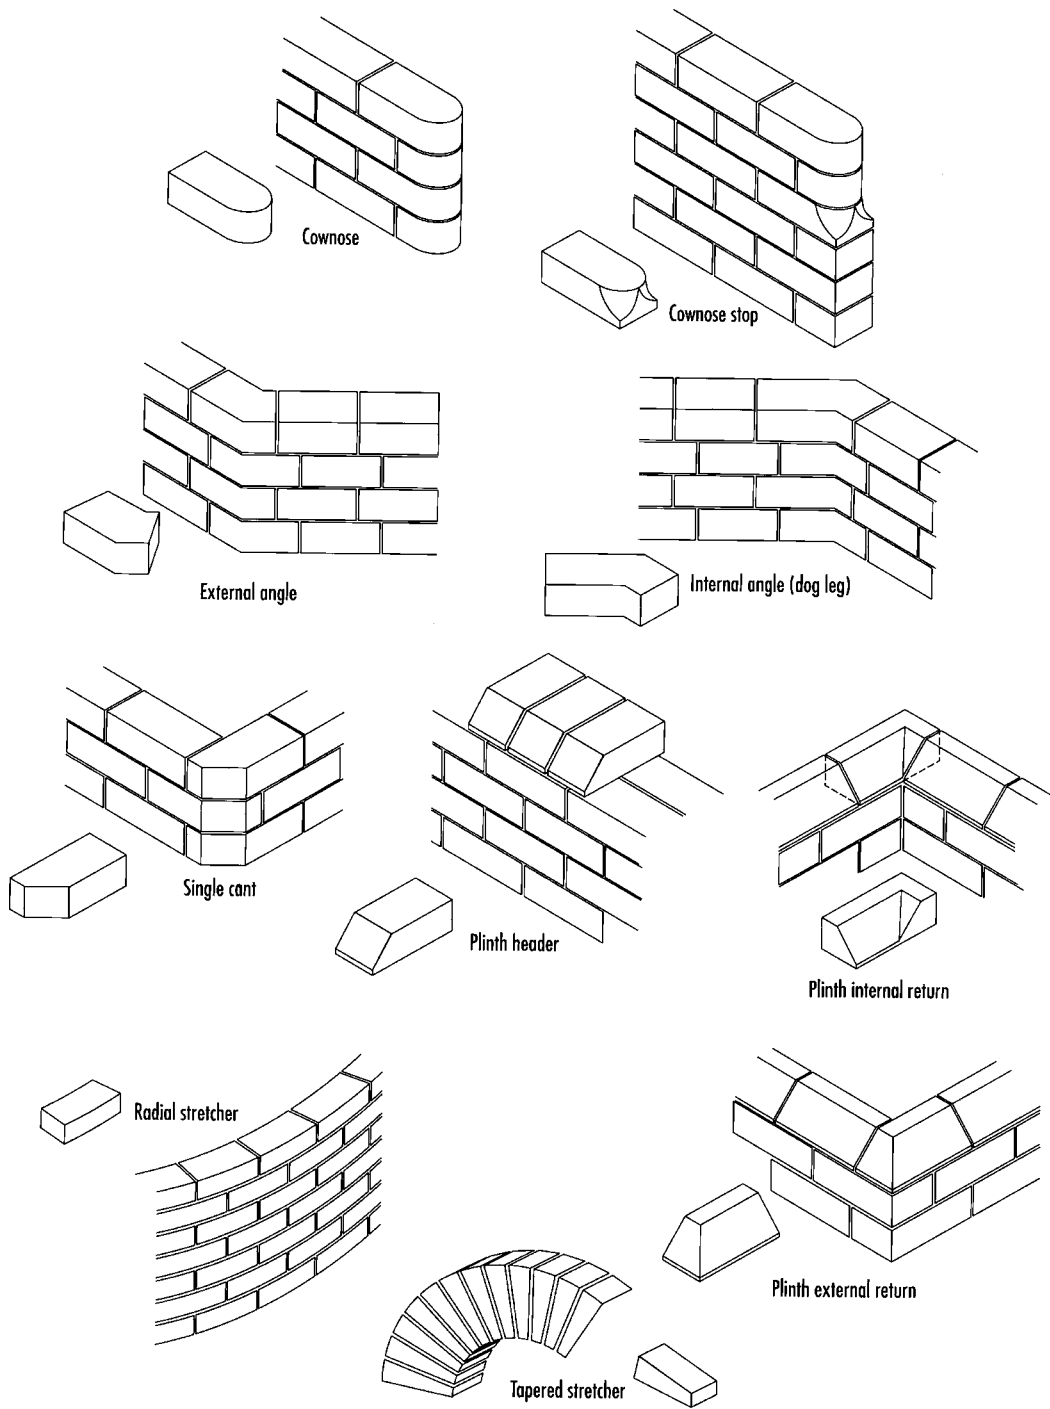 Cownose
Cownose stop
External angle
Internal angle (dog leg)
Single cant
Plinth header
Plinth internal return
Radial stretcher
Plinth external return
Tapered stretcher